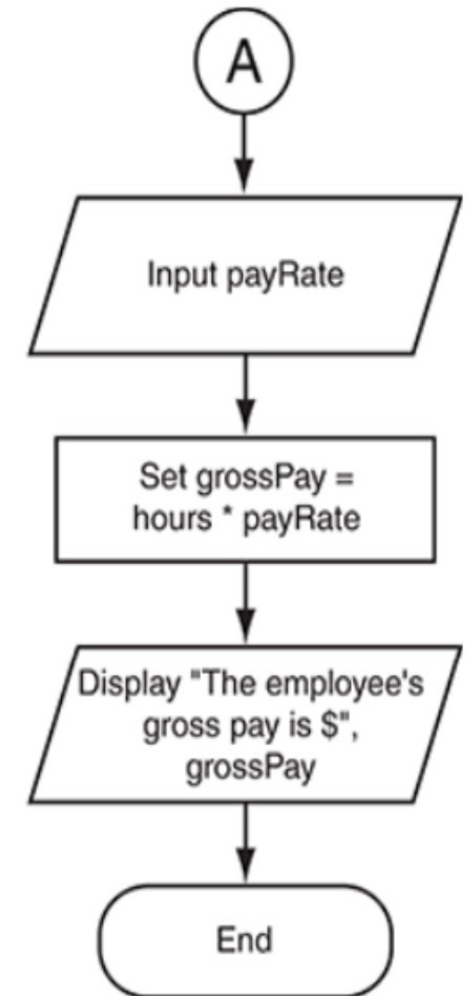 A
Input payRate
Set grossPay =
hours * payRate
Display "The employee's
gross pay is $",
grossPay
End